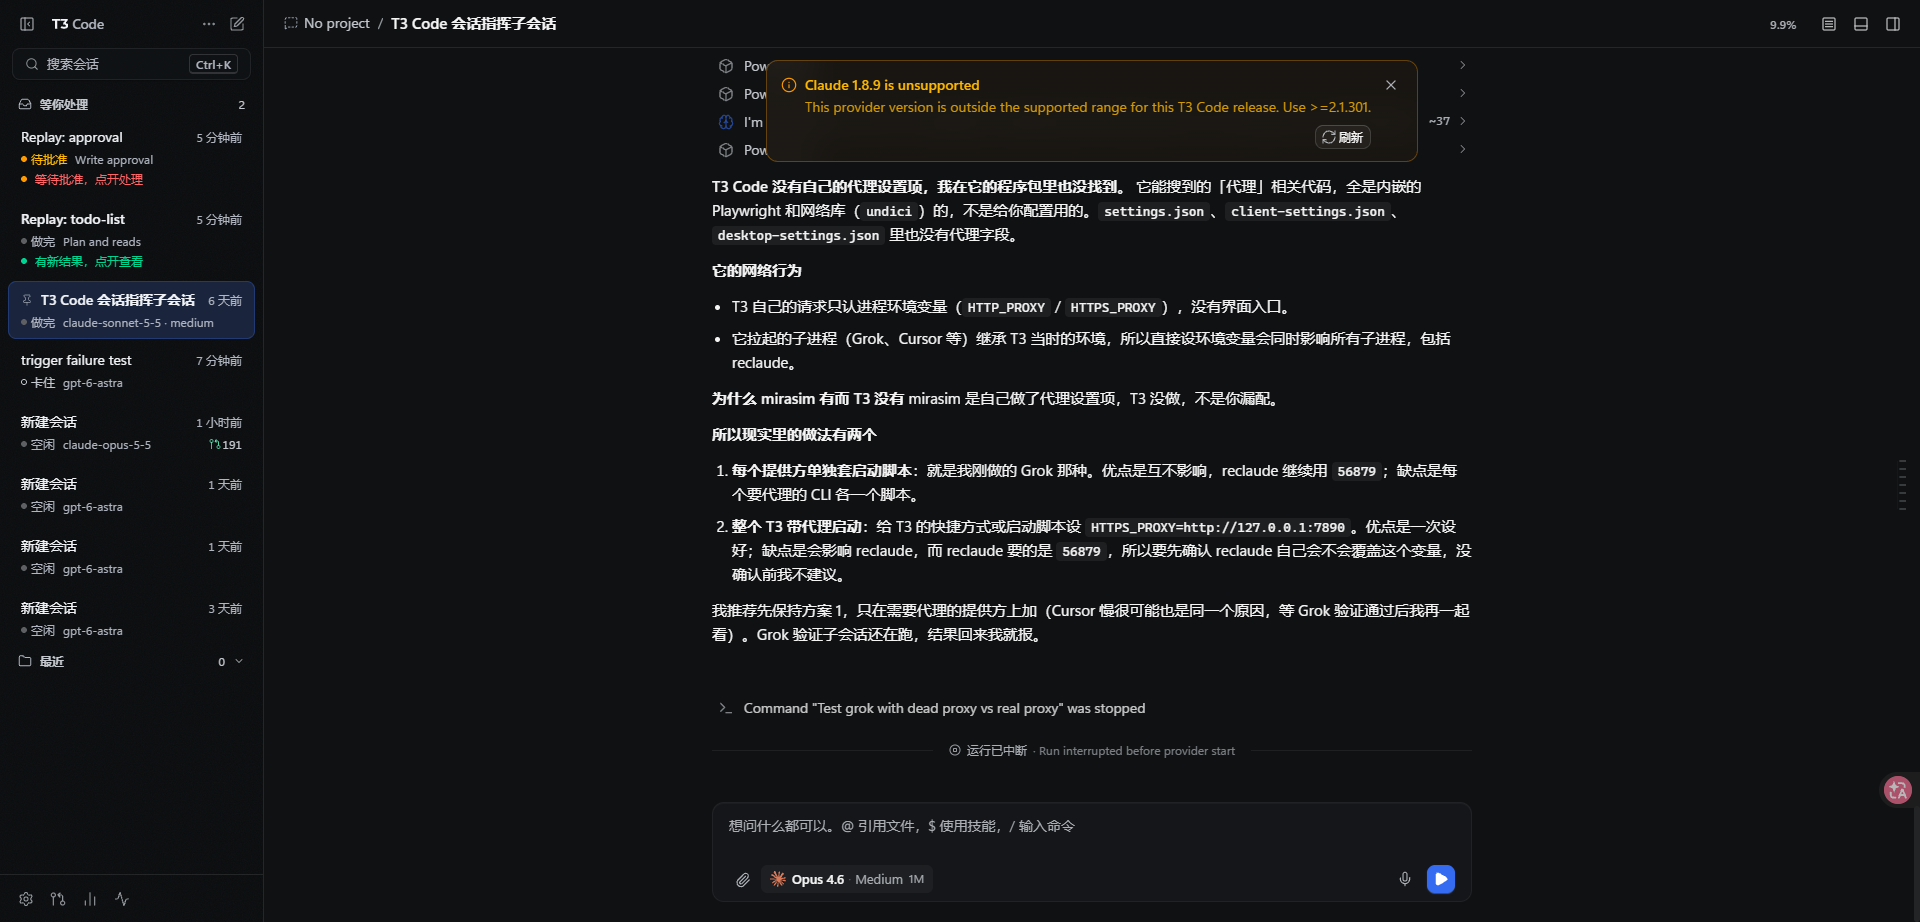 T3 Code
搜索会话
Ctrl+K
等你处理
2
Replay: approval
5 分钟前
待批准 Write approval
等待批准，点开处理
Replay: todo-list
5 分钟前
做完 Plan and reads
有新结果，点开查看
T3 Code 会话指挥子会话
6 天前
做完 claude-sonnet-5-5 · medium
trigger failure test
7 分钟前
卡住 gpt-6-astra
新建会话
1 小时前
空闲 claude-opus-5-5
191
新建会话
1 天前
空闲 gpt-6-astra
新建会话
1 天前
空闲 gpt-6-astra
新建会话
3 天前
空闲 gpt-6-astra
最近
0
No project / T3 Code 会话指挥子会话
9.9%
Pow
Pow
I'm
~37
Pow
Claude 1.8.9 is unsupported
This provider version is outside the supported range for this T3 Code release. Use >=2.1.301.
刷新
T3 Code 没有自己的代理设置项，我在它的程序包里也没找到。 它能搜到的「代理」相关代码，全是内嵌的
Playwright 和网络库（ undici ）的，不是给你配置用的。 settings.json 、 client-settings.json 、
desktop-settings.json 里也没有代理字段。
它的网络行为
• T3 自己的请求只认进程环境变量（ HTTP_PROXY / HTTPS_PROXY ），没有界面入口。
• 它拉起的子进程（Grok、Cursor 等）继承 T3 当时的环境，所以直接设环境变量会同时影响所有子进程，包括
reclaude。
为什么 mirasim 有而 T3 没有 mirasim 是自己做了代理设置项，T3 没做，不是你漏配。
所以现实里的做法有两个
1. 每个提供方单独套启动脚本：就是我刚做的 Grok 那种。优点是互不影响，reclaude 继续用 56879 ；缺点是每
个要代理的 CLI 各一个脚本。
2. 整个 T3 带代理启动：给 T3 的快捷方式或启动脚本设 HTTPS_PROXY=http://127.0.0.1:7890 。优点是一次设
好；缺点是会影响 reclaude，而 reclaude 要的是 56879 ，所以要先确认 reclaude 自己会不会覆盖这个变量，没
确认前我不建议。
我推荐先保持方案 1，只在需要代理的提供方上加（Cursor 慢很可能也是同一个原因，等 Grok 验证通过后我再一起
看）。Grok 验证子会话还在跑，结果回来我就报。
Command "Test grok with dead proxy vs real proxy" was stopped
运行已中断 · Run interrupted before provider start
想问什么都可以。@ 引用文件，$ 使用技能，/ 输入命令
Opus 4.6 · Medium 1M